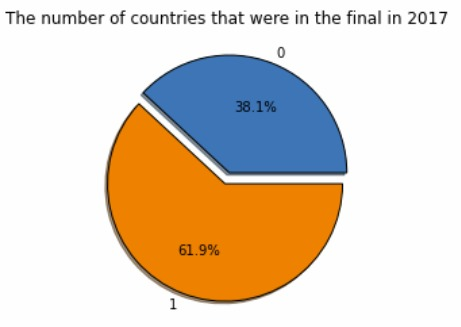 The number of countries that were in the final in 2017
0
38.1%
61.9%
1